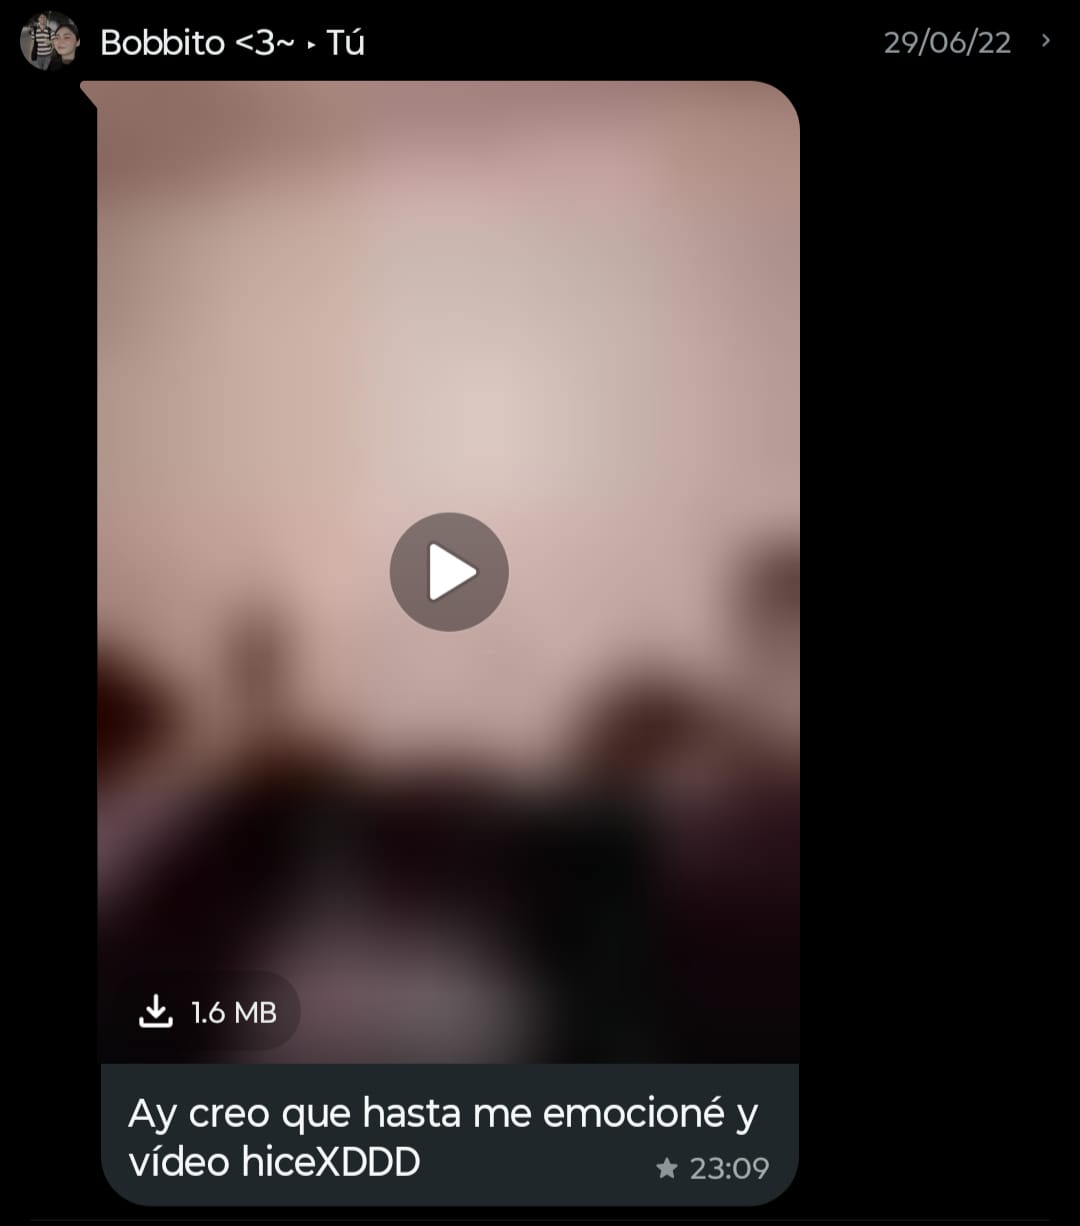 Bobbito <3~ ▸ Tú
29/06/22
1.6 MB
Ay creo que hasta me emocioné y
vídeo hiceXDDD
23:09